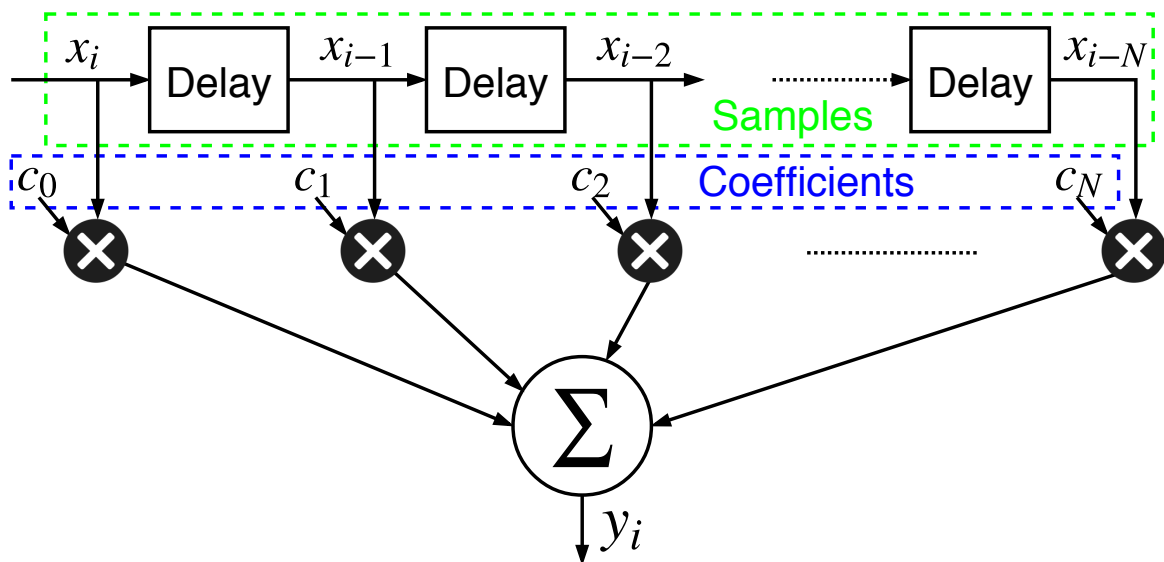 x_i x_{i−1} x_{i−2} x_{i−N}
Delay Delay Delay
Samples
c_0 c_1 c_2 Coefficients c_N
Σ
y_i